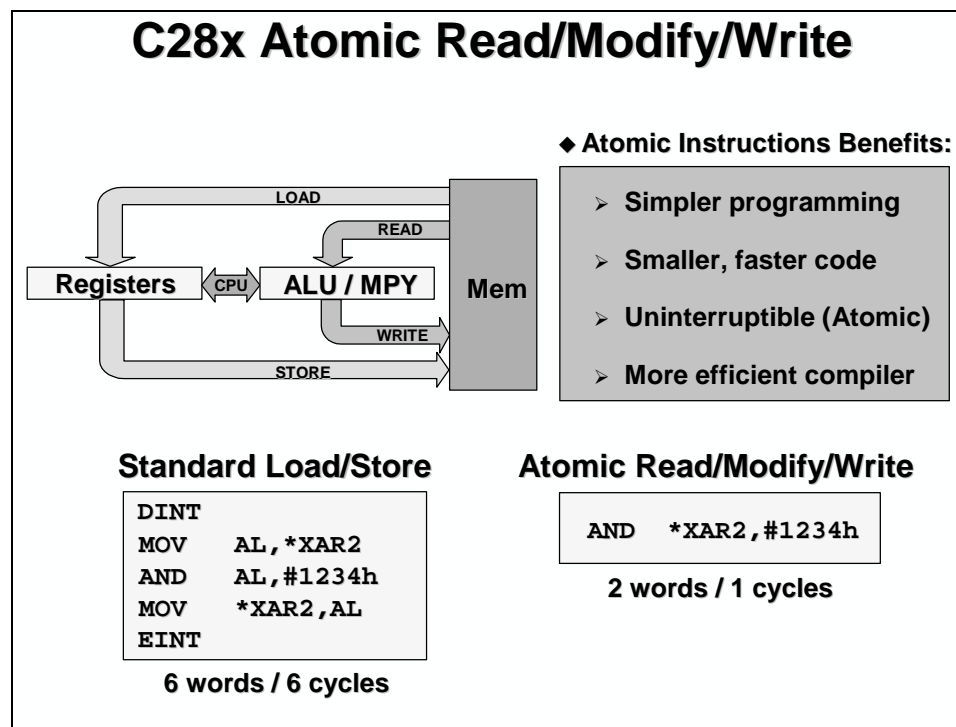 C28x Atomic Read/Modify/Write
◆ Atomic Instructions Benefits:
➢ Simpler programming
➢ Smaller, faster code
➢ Uninterruptible (Atomic)
➢ More efficient compiler
LOAD
READ
Registers
CPU
ALU / MPY
Mem
WRITE
STORE
Standard Load/Store
DINT
MOV AL,*XAR2
AND AL,#1234h
MOV *XAR2,AL
EINT
6 words / 6 cycles
Atomic Read/Modify/Write
AND *XAR2,#1234h
2 words / 1 cycles